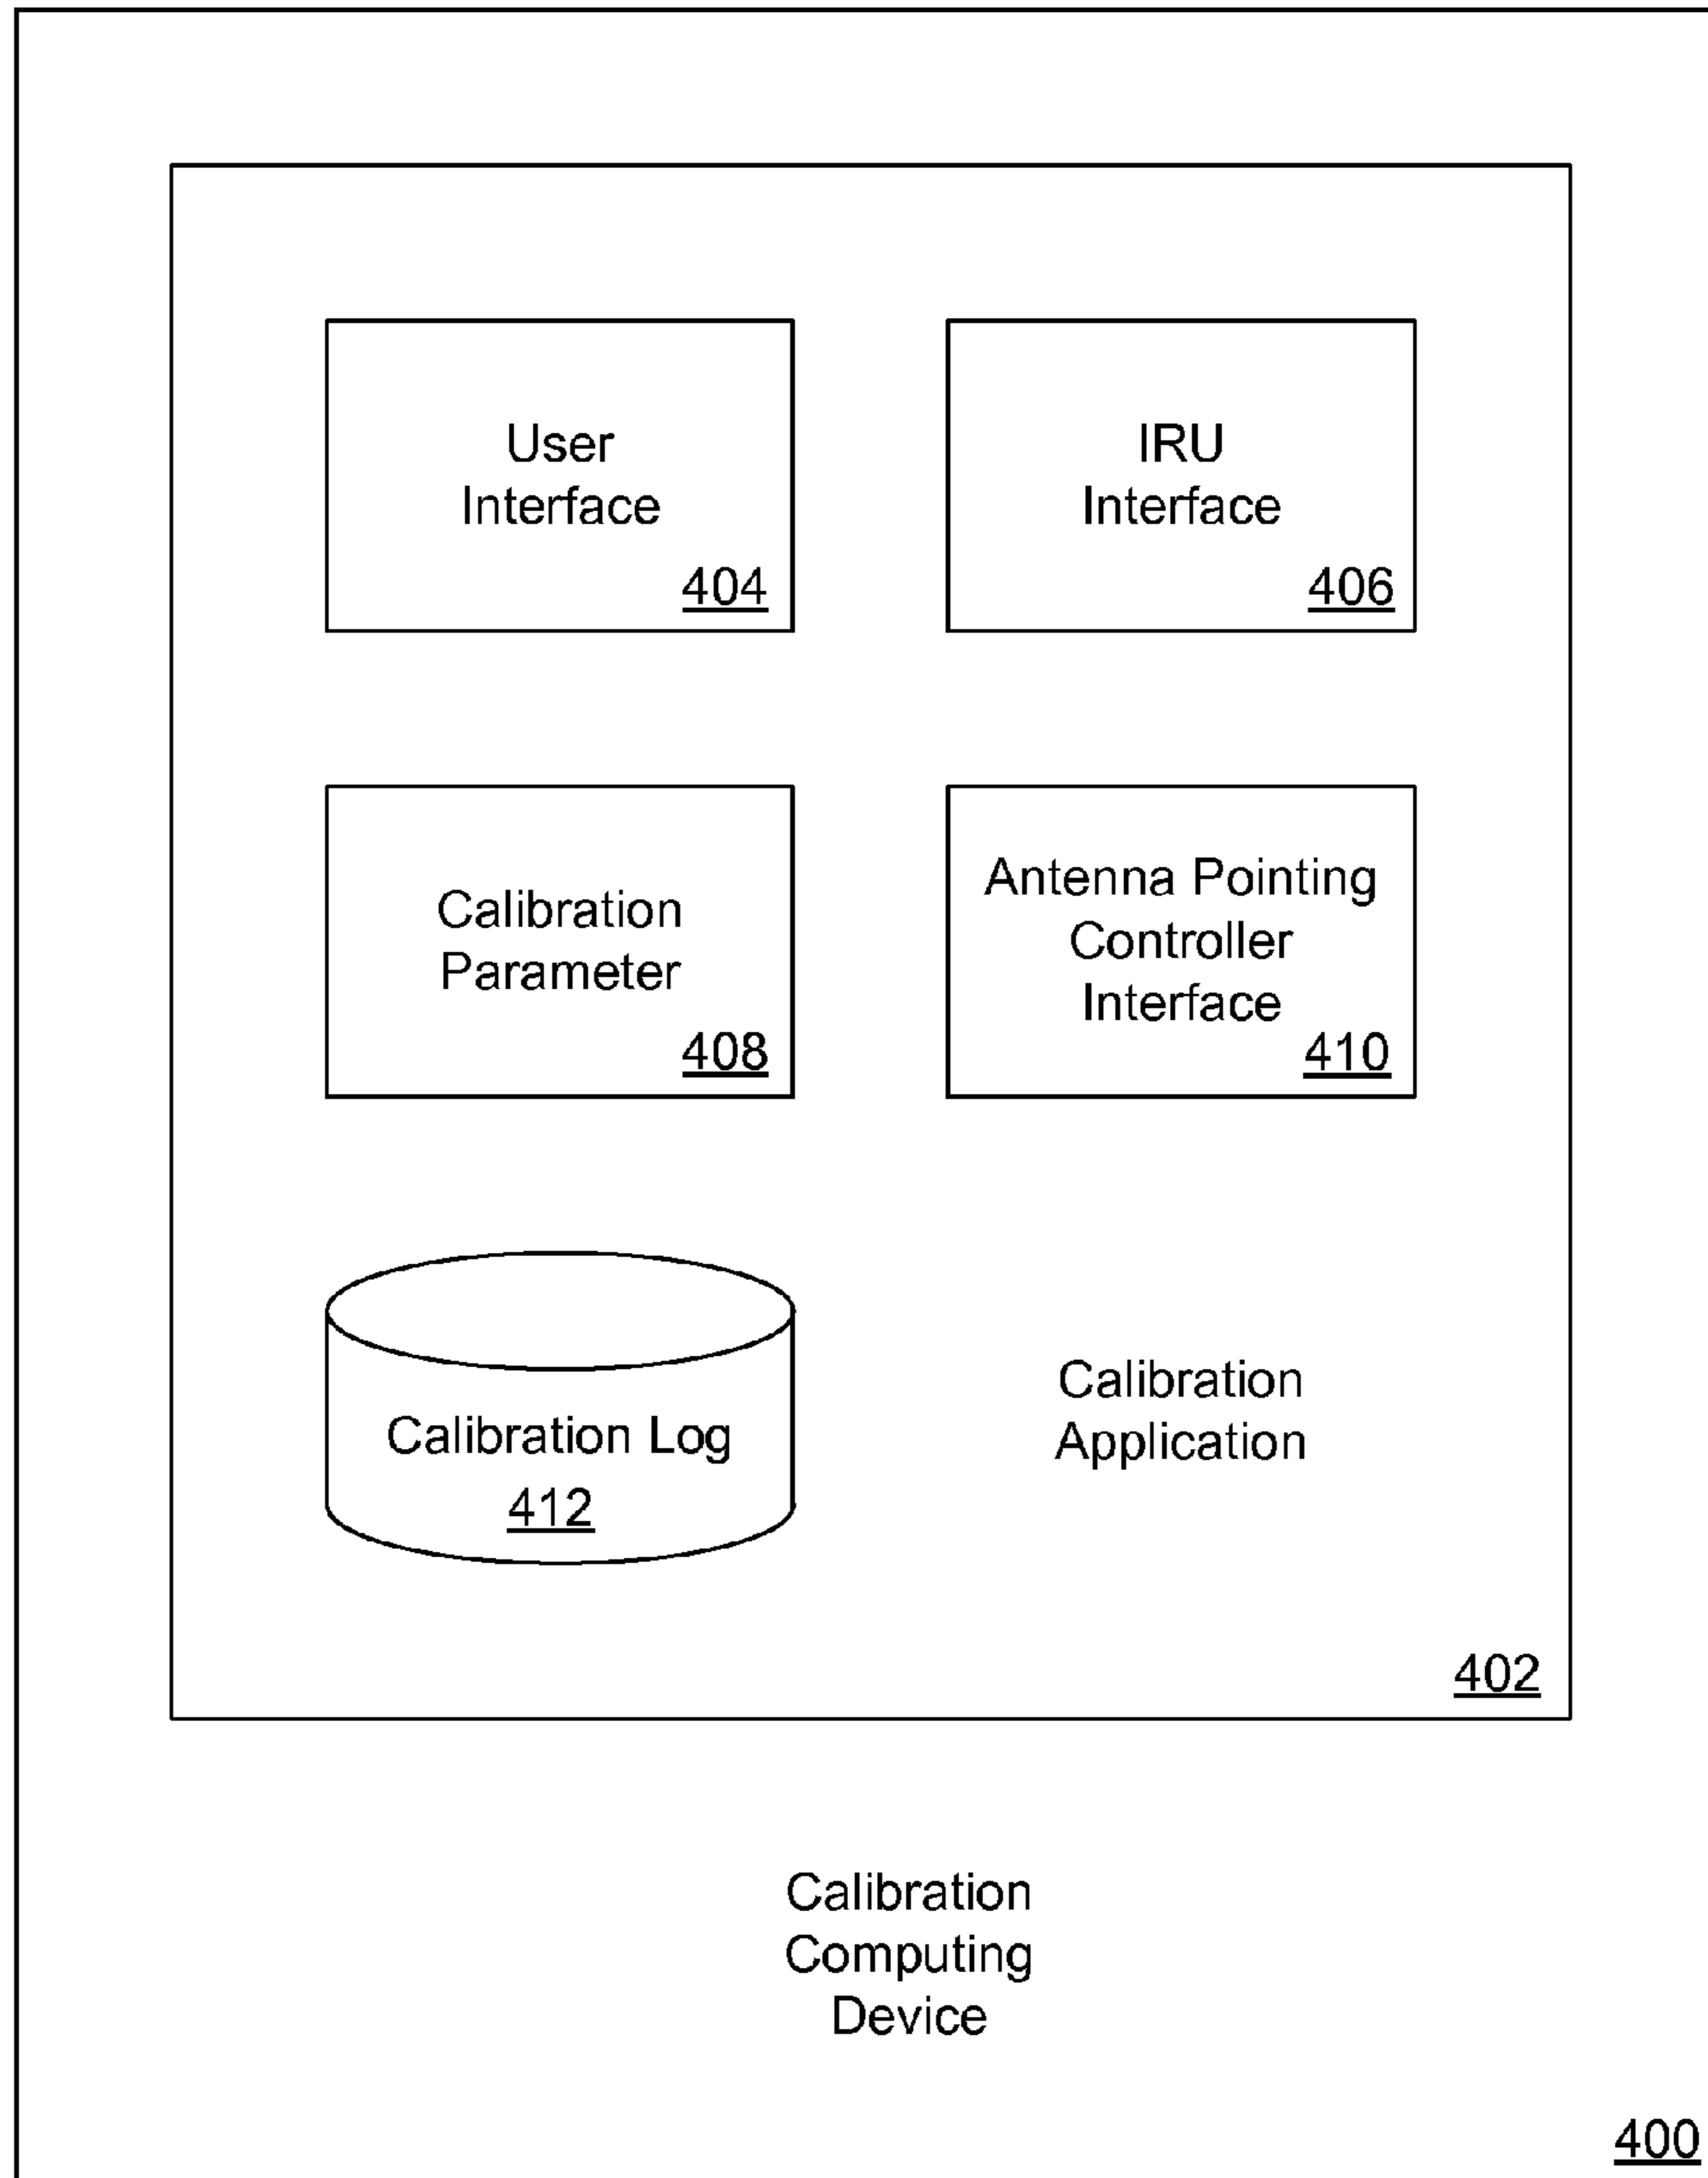 User
Interface
404
IRU
Interface
406
Calibration
Parameter
408
Antenna Pointing
Controller
Interface
410
Calibration Log
412
Calibration
Application
402
Calibration
Computing
Device
400